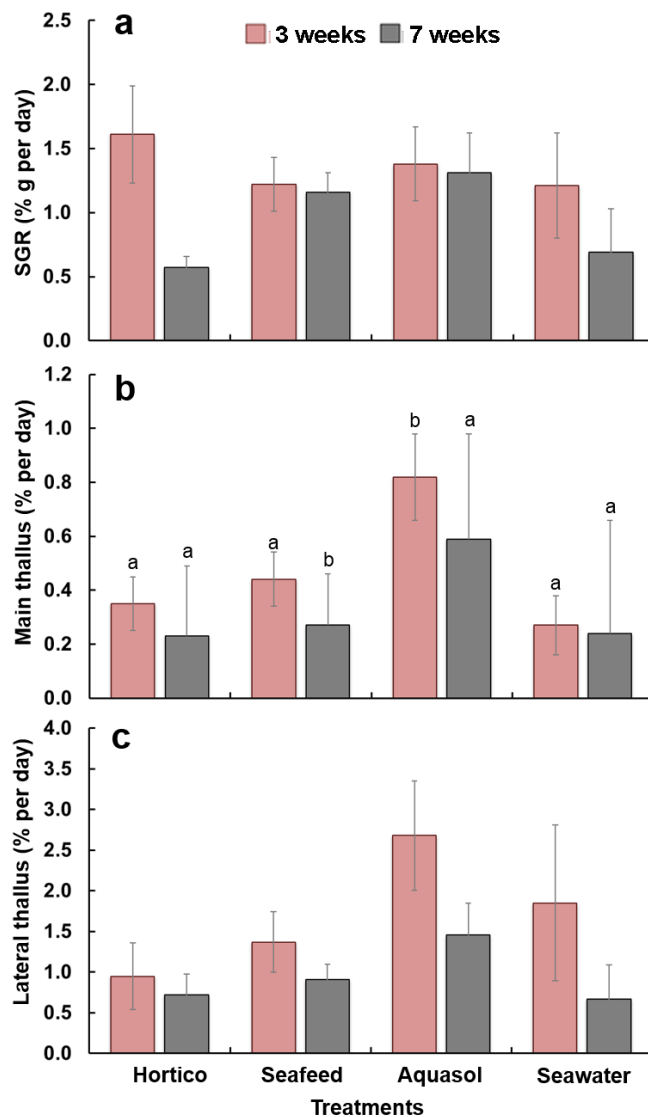 a
3 weeks 7 weeks
SGR (% g per day)
2.5
2.0
1.5
1.0
0.5
0.0
b
Main thallus (% per day)
1.2
1.0
0.8
0.6
0.4
0.2
0.0
a a a b b a a a
c
Lateral thallus (% per day)
4.0
3.5
3.0
2.5
2.0
1.5
1.0
0.5
0.0
Hortico Seafeed Aquasol Seawater
Treatments